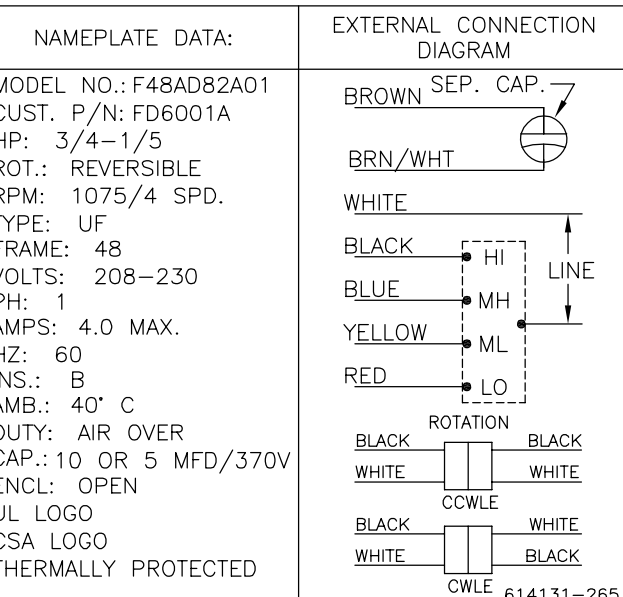 NAMEPLATE DATA:
MODEL NO.: F48AD82A01
CUST. P/N: FD6001A
HP: 3/4-1/5
ROT.: REVERSIBLE
RPM: 1075/4 SPD.
TYPE: UF
FRAME: 48
VOLTS: 208-230
PH: 1
AMPS: 4.0 MAX.
HZ: 60
INS.: B
AMB.: 40° C
DUTY: AIR OVER
CAP.: 10 OR 5 MFD/370V
ENCL: OPEN
UL LOGO
CSA LOGO
THERMALLY PROTECTED
EXTERNAL CONNECTION
DIAGRAM
BROWN SEP. CAP.
BRN/WHT
WHITE
BLACK HI
LINE
BLUE MH
YELLOW ML
RED LO
ROTATION
BLACK BLACK
WHITE WHITE
CCWLE
BLACK WHITE
WHITE BLACK
CWLE 614131-265